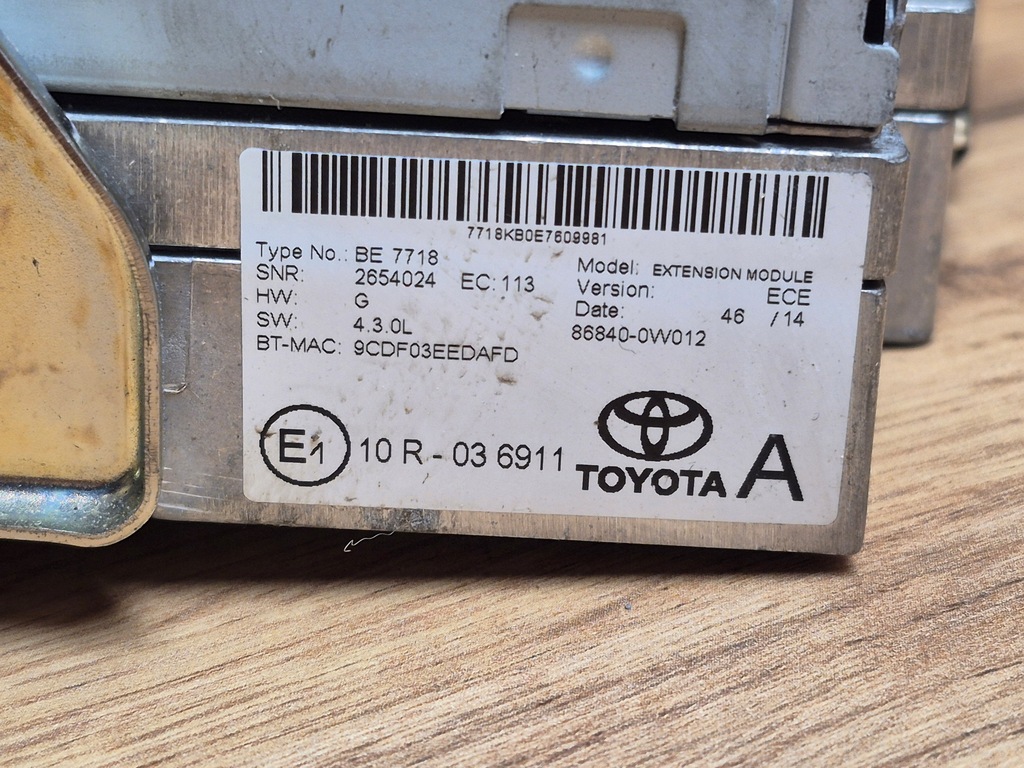 7718KB0E7609981
Type No.: BE 7718
SNR: 2654024 EC: 113
HW: G
SW: 4.3.0L
BT-MAC: 9CDF03EEDAFD
Model: EXTENSION MODULE
Version: ECE
Date: 46 / 14
86840-0W012
E1 10 R - 03 6911
TOYOTA A